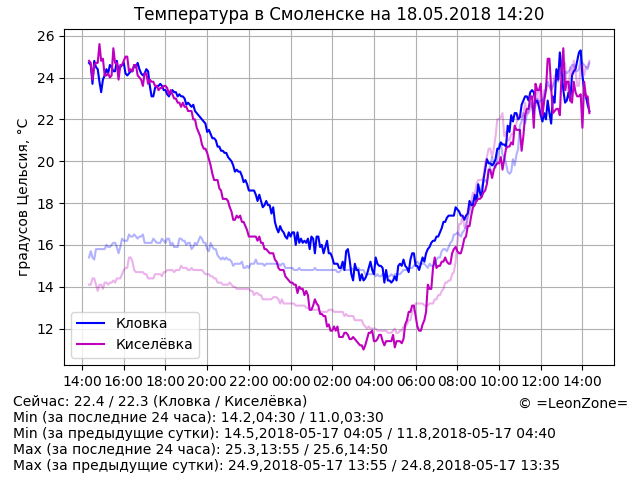 Температура в Смоленске на 18.05.2018 14:20
26
24
22
20
18
16
14
12
градусов Цельсия, °C
Кловка
Киселёвка
14:00 16:00 18:00 20:00 22:00 00:00 02:00 04:00 06:00 08:00 10:00 12:00 14:00
Сейчас: 22.4 / 22.3 (Кловка / Киселёвка)
© =LeonZone=
Min (за последние 24 часа): 14.2,04:30 / 11.0,03:30
Min (за предыдущие сутки): 14.5,2018-05-17 04:05 / 11.8,2018-05-17 04:40
Max (за последние 24 часа): 25.3,13:55 / 25.6,14:50
Max (за предыдущие сутки): 24.9,2018-05-17 13:55 / 24.8,2018-05-17 13:35